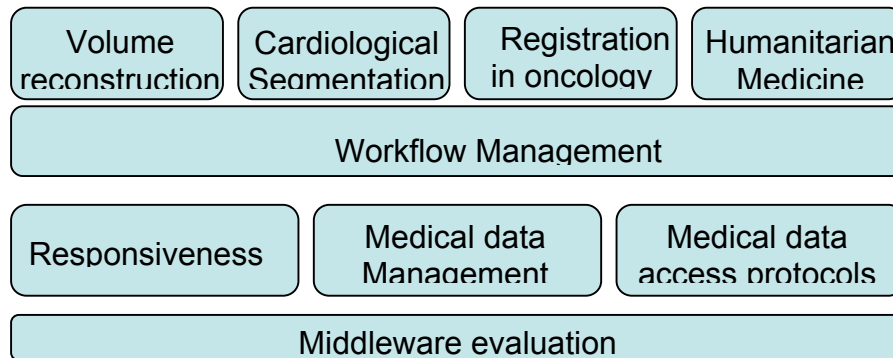 Volume
reconstruction
Cardiological
Segmentation
Registration
in oncology
Humanitarian
Medicine
Workflow Management
Responsiveness
Medical data
Management
Medical data
access protocols
Middleware evaluation